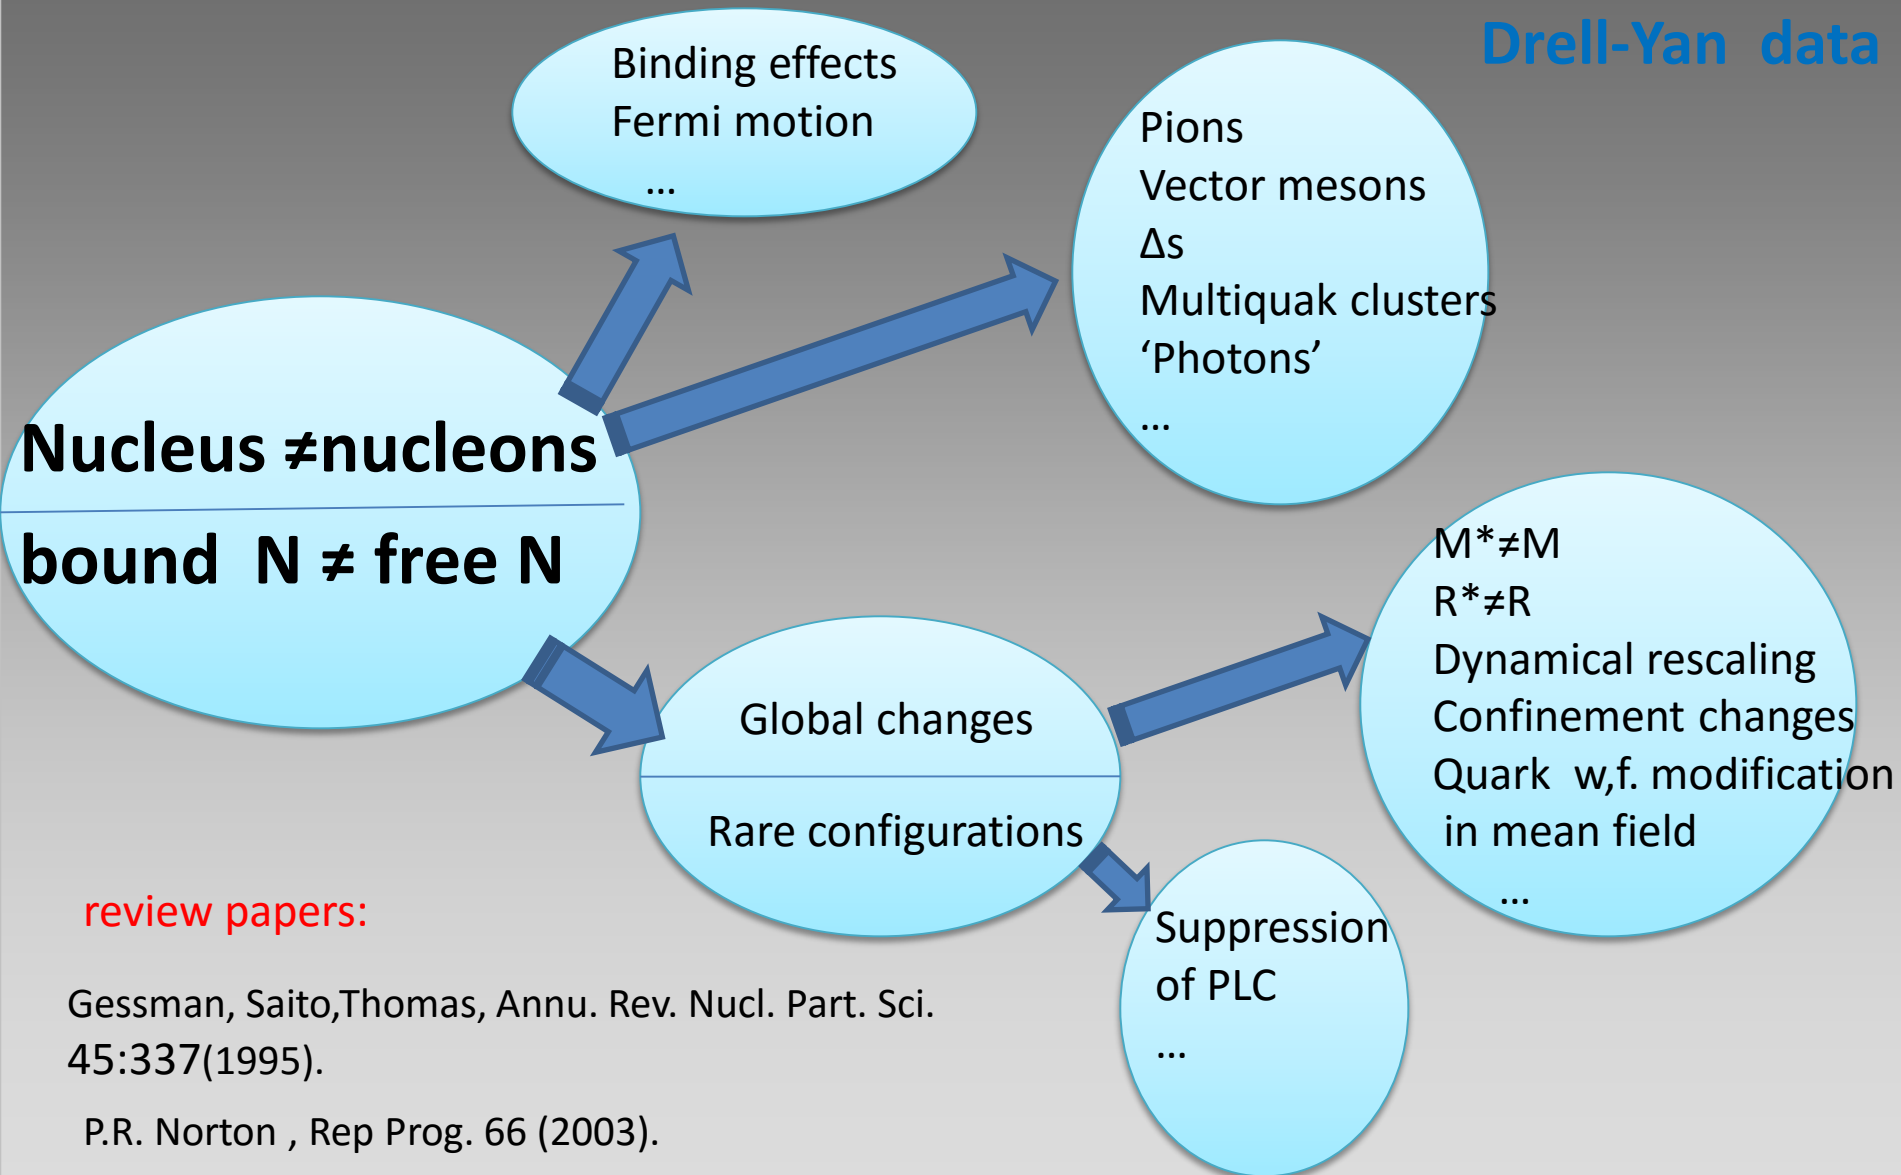 Drell-Yan data
Binding effects
Fermi motion
...
Pions
Vector mesons
Δs
Multiquak clusters
‘Photons’
...
Nucleus ≠nucleons
bound N ≠ free N
Global changes
Rare configurations
M*≠M
R*≠R
Dynamical rescaling
Confinement changes
Quark w,f. modification
in mean field
...
Suppression
of PLC
...
review papers:
Gessman, Saito,Thomas, Annu. Rev. Nucl. Part. Sci.
45:337(1995).
P.R. Norton , Rep Prog. 66 (2003).